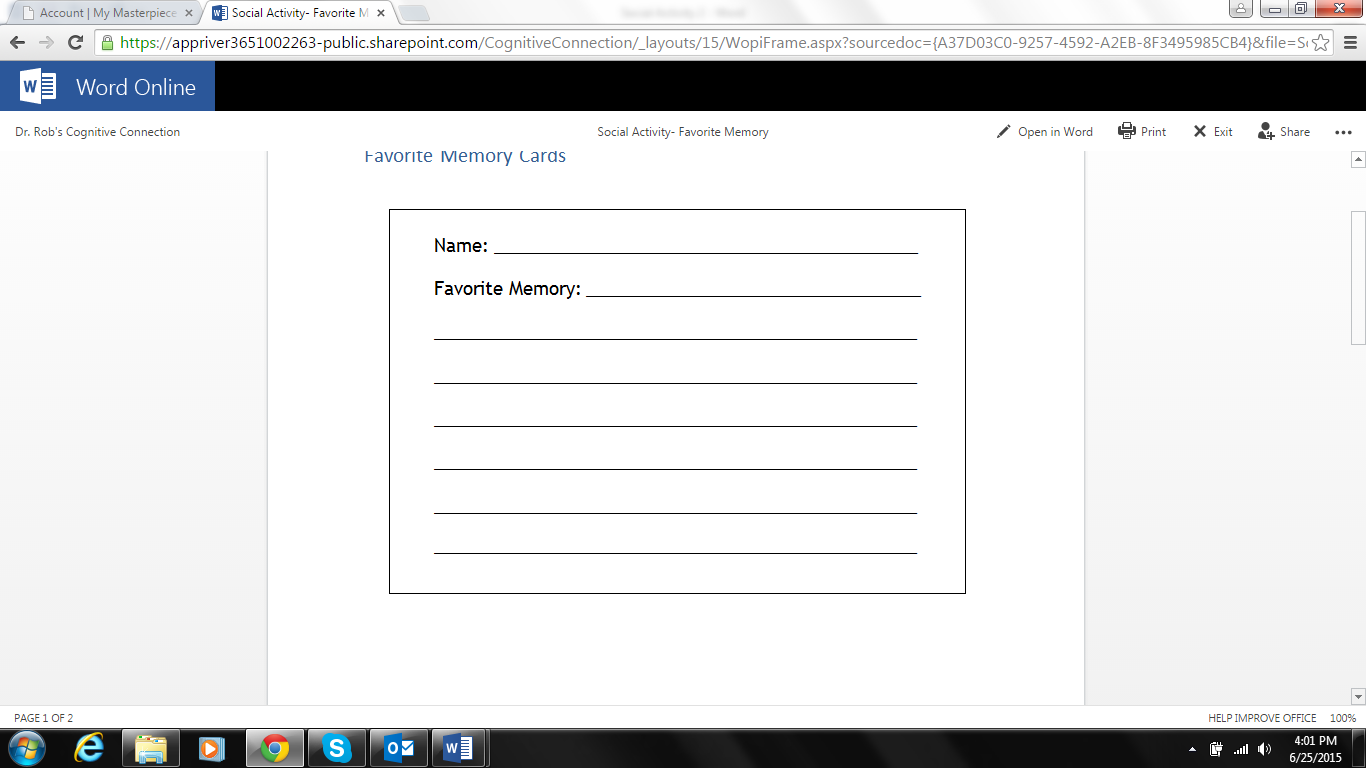 Account | My Masterpiece
Social Activity- Favorite M
https://appriver3651002263-public.sharepoint.com/CognitiveConnection/_layouts/15/WopiFrame.aspx?sourcedoc={A37D03C0-9257-4592-A2EB-8F3495985CB4}&file=Sc
Word Online
Dr. Rob's Cognitive Connection
Social Activity- Favorite Memory
Open in Word
Print
Exit
Share
Favorite Memory Cards
Name:
Favorite Memory:
PAGE 1 OF 2
HELP IMPROVE OFFICE
100%
4:01 PM
6/25/2015